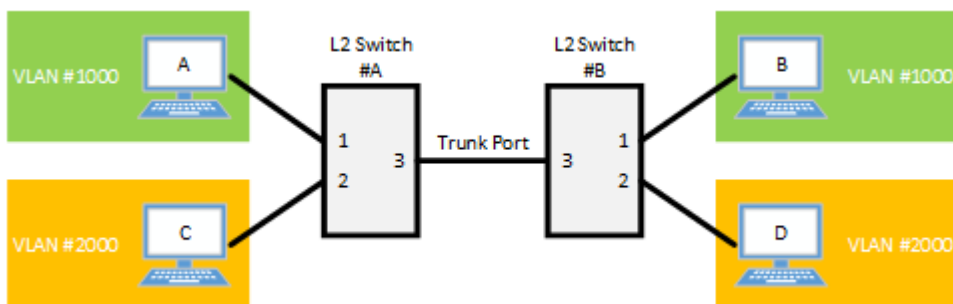 L2 Switch
#A
L2 Switch
#B
VLAN #1000
A
B
VLAN #1000
1
2
3
Trunk Port
3
1
2
VLAN #2000
C
D
VLAN #2000